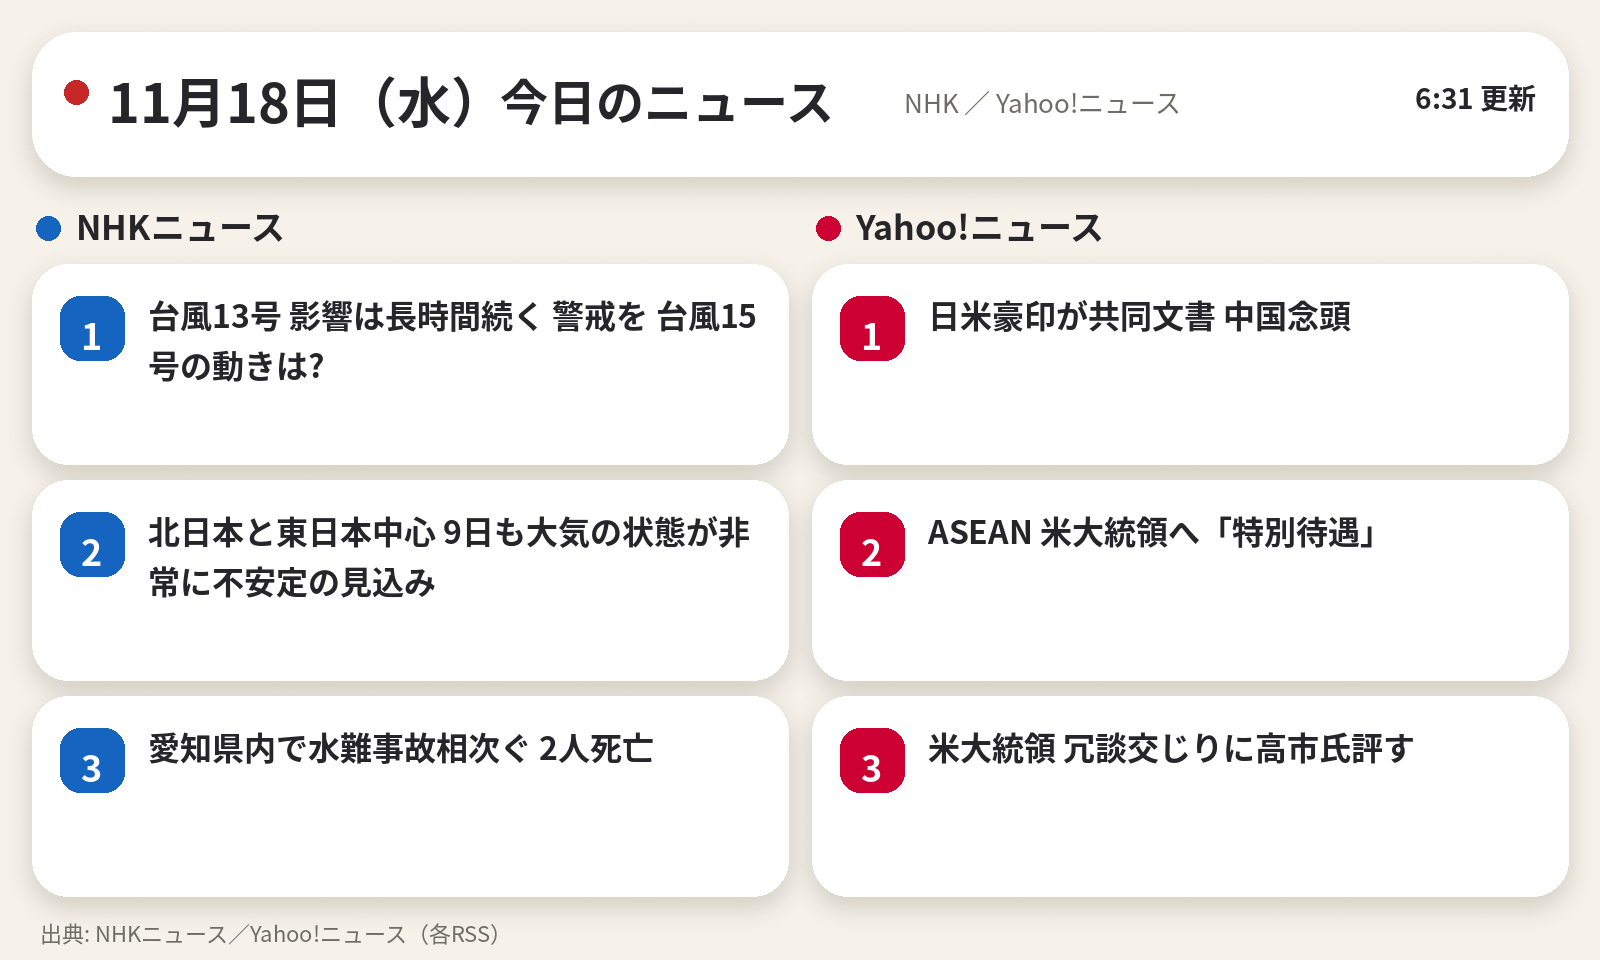 11月18日（水）今日のニュース
NHK ／ Yahoo!ニュース
6:31 更新
NHKニュース
1
台風13号 影響は長時間続く 警戒を 台風15
号の動きは?
2
北日本と東日本中心 9日も大気の状態が非
常に不安定の見込み
3
愛知県内で水難事故相次ぐ 2人死亡
Yahoo!ニュース
1
日米豪印が共同文書 中国念頭
2
ASEAN 米大統領へ「特別待遇」
3
米大統領 冗談交じりに高市氏評す
出典: NHKニュース／Yahoo!ニュース（各RSS）